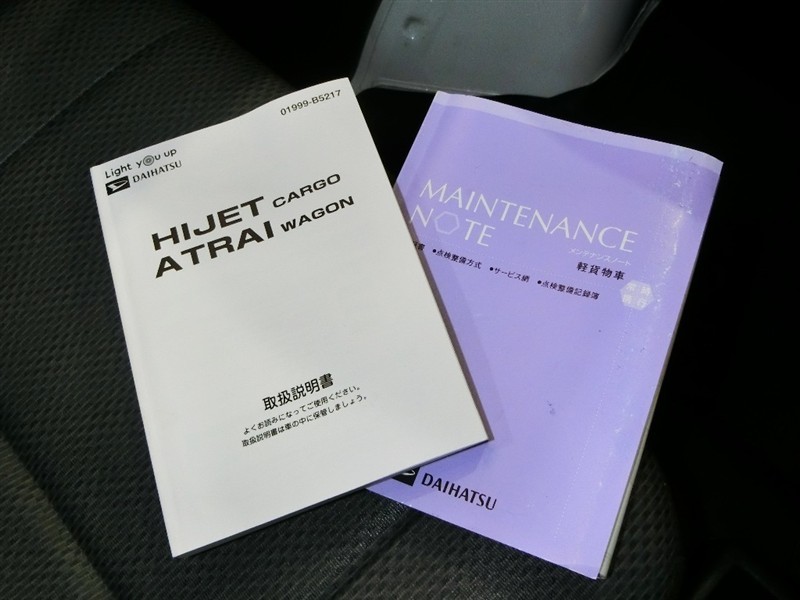 01999-B5217
Light you up
DAIHATSU
HIJET CARGO
ATRAI WAGON
取扱説明書
よくお読みになってご使用ください。
取扱説明書は車の中に保管しましょう。
MAINTENANCE
NOTE
メンテナンスノート
軽貨物車
●点検整備方式 ●サービス網 ●点検整備記録簿
DAIHATSU